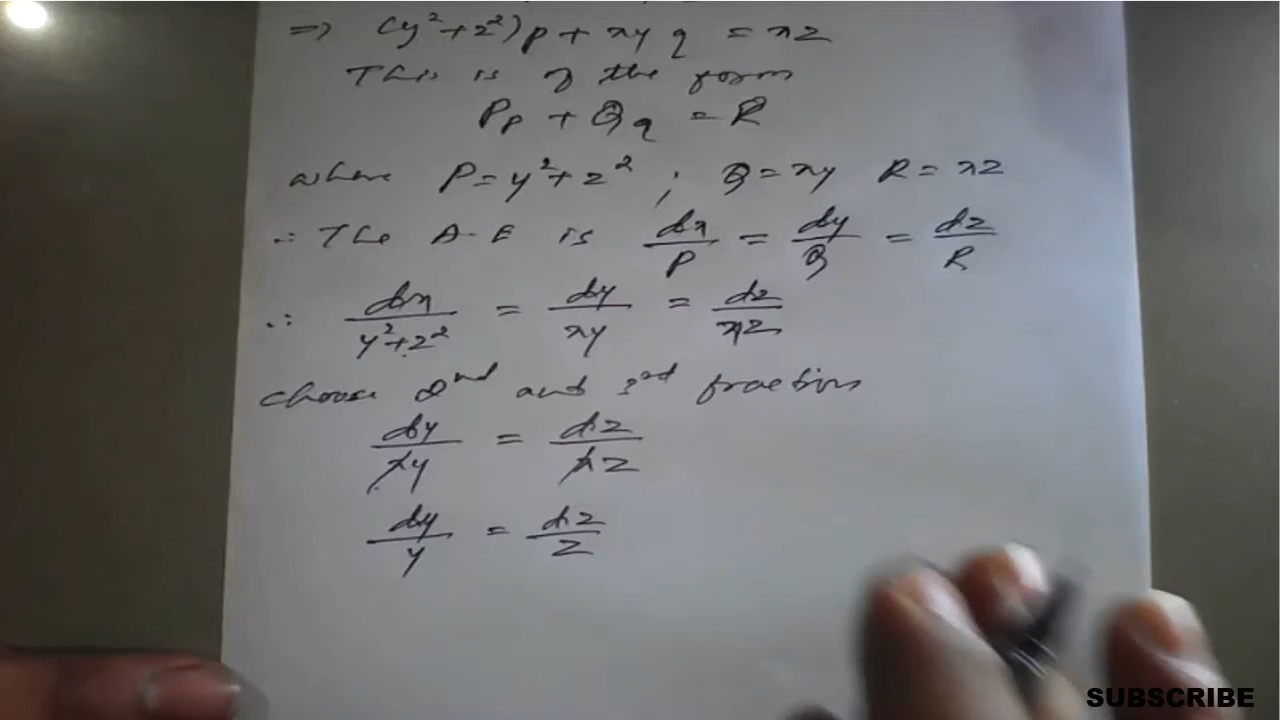 ⇒ (y²+z²)p + xy q = xz
This is of the form
Pp + Qq = R
where P = y²+z² ; Q = xy R = xz
∴ The A.E is dx/P = dy/Q = dz/R
∴ dx/y²+z² = dy/xy = dz/xz
choose 2nd and 3rd fraction
dy/xy = dz/xz
dy/y = dz/z
SUBSCRIBE